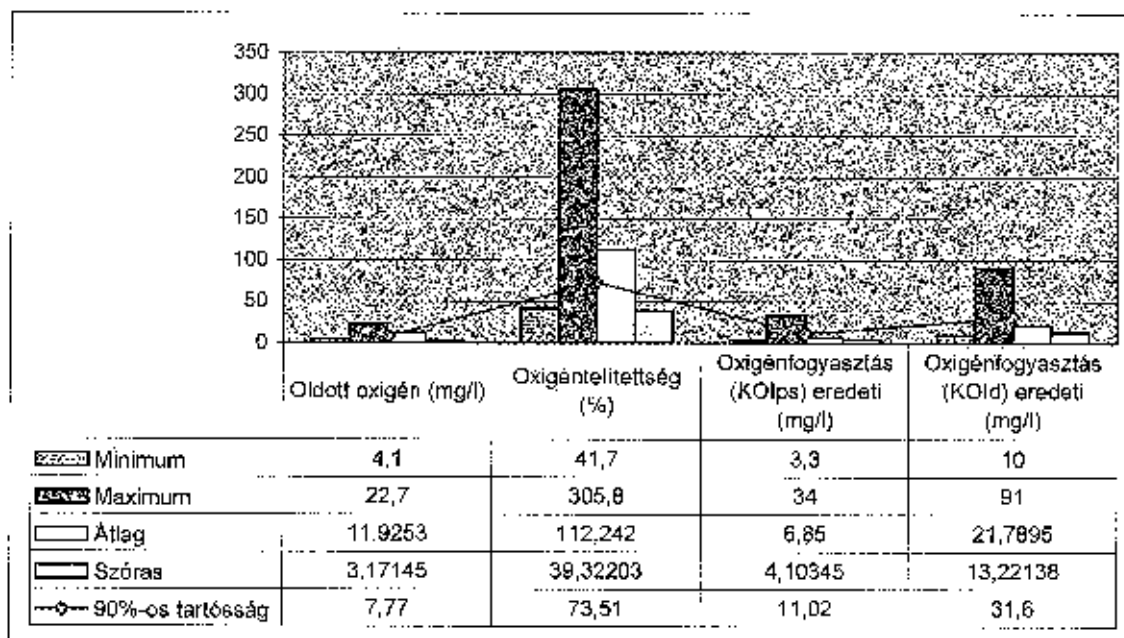 350
300
250
200
150
100
50
0
Oldott oxigén (mg/l)
Oxigéntelitettség
(%)
Oxigénfogyasztás
(KOIps) eredeti
(mg/l)
Oxigénfogyasztás
(KOId) eredeti
(mg/l)
Minimum 4,1 41,7 3,3 10
Maximum 22,7 305,8 34 91
Átlag 11.9253 112,242 6,85 21,7895
Szóras 3,17145 39,32203 4,10345 13,22138
90%-os tartósság 7,77 73,51 11,02 31,6